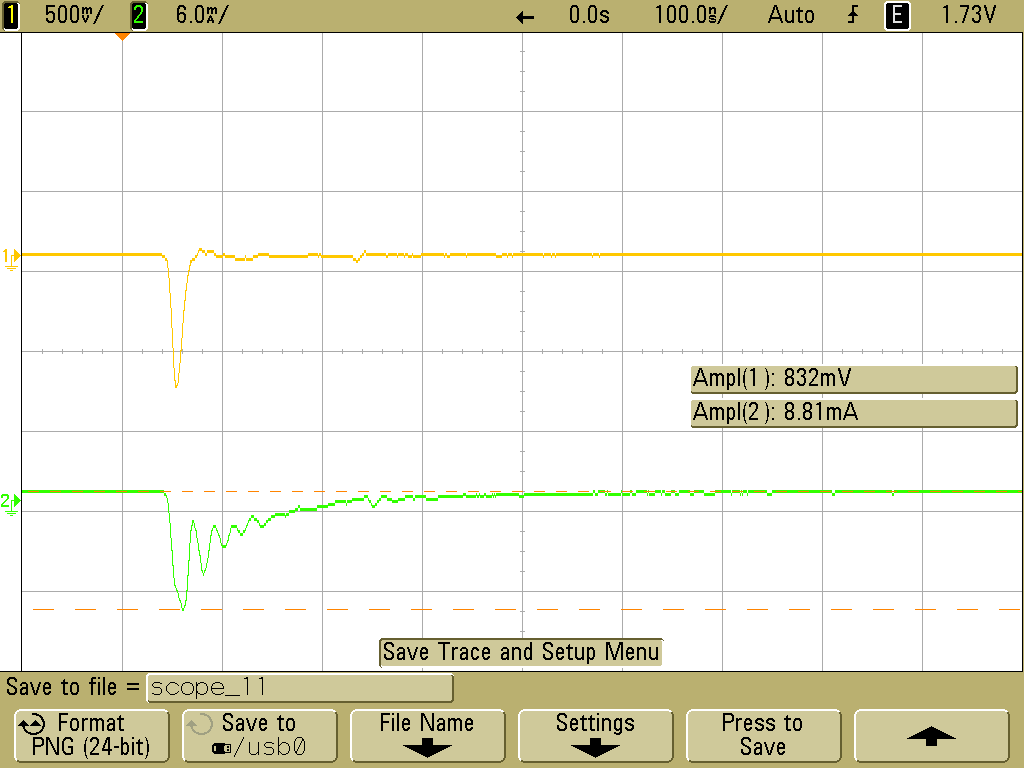 1 500mV/ 2 6.0mA/ 0.0s 100.0ns/ Auto E 1.73V
1
Ampl(1): 832mV
Ampl(2): 8.81mA
2
Save Trace and Setup Menu
Save to file = scope_11
Format Save to File Name Settings Press to
PNG (24-bit) /usb0 Save